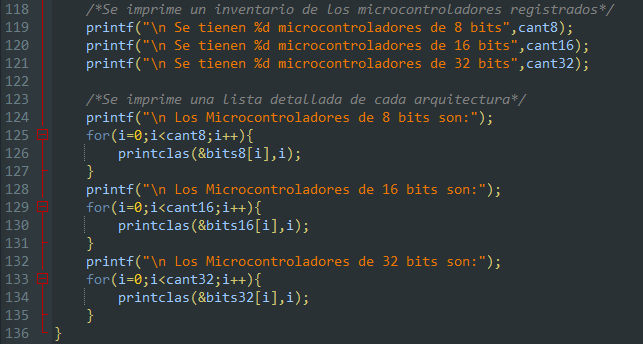 118 /*Se imprime un inventario de los microcontroladores registrados*/
119 printf("\n Se tienen %d microcontroladores de 8 bits",cant8);
120 printf("\n Se tienen %d microcontroladores de 16 bits",cant16);
121 printf("\n Se tienen %d microcontroladores de 32 bits",cant32);
122
123 /*Se imprime una lista detallada de cada arquitectura*/
124 printf("\n Los Microcontroladores de 8 bits son:");
125 for(i=0;i<cant8;i++){
126 printclas(&bits8[i],i);
127 }
128 printf("\n Los Microcontroladores de 16 bits son:");
129 for(i=0;i<cant16;i++){
130 printclas(&bits16[i],i);
131 }
132 printf("\n Los Microcontroladores de 32 bits son:");
133 for(i=0;i<cant32;i++){
134 printclas(&bits32[i],i);
135 }
136 }